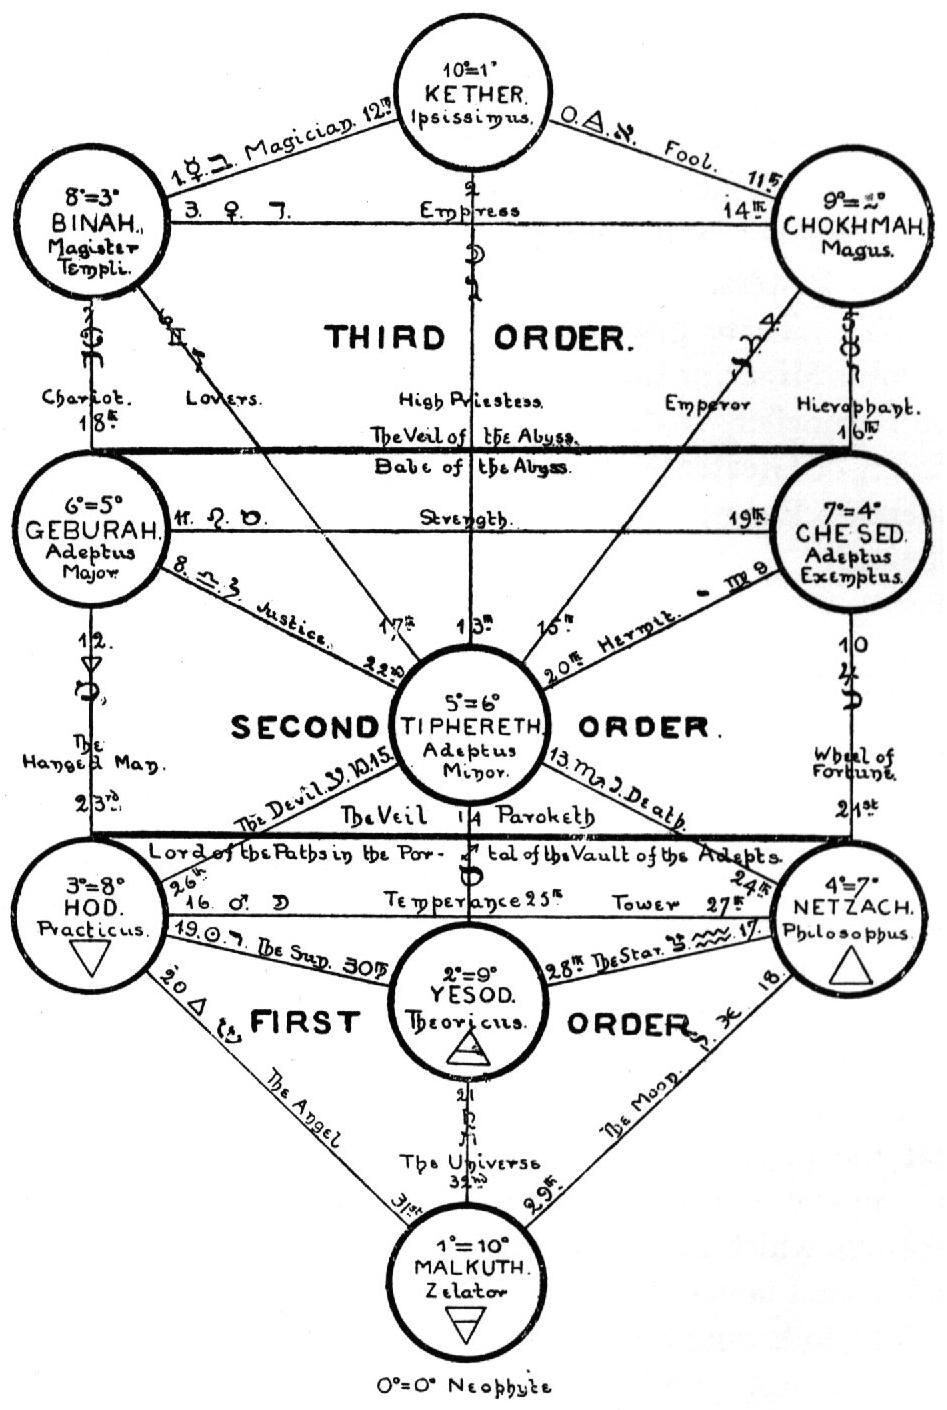 10°=1°
KETHER.
Ipsissimus.
1 ☿ ב Magician. 12th
0. △ א Fool. 11th
8°=3°
BINAH.
Magister
Templi.
9°=2°
CHOKHMAH.
Magus.
3. ♀ ד Empress 14th
2
THIRD ORDER.
7
6 ♊ ז
4.
5 ♉ ו
Chariot.
18th
Lovers.
High Priestess.
Emperor
Hierophant.
16th
The Veil of the Abyss.
Babe of the Abyss.
6°=5°
GEBURAH.
Adeptus
Major.
7°=4°
CHESED.
Adeptus
Exemptus.
11. ♌ ט Strength. 19th
8. ♎ ל Justice. 22nd
20th Hermit. י ♍ 9
17th
13th
15th
12.
▽
מ
10
♃
כ
5°=6°
TIPHERETH.
Adeptus
Minor.
SECOND ORDER.
The
Hanged Man.
23rd
Wheel of
Fortune.
21st
The Devil. ע ♑ 15.
13. ♏ נ Death.
The Veil 14 Paroketh
Lord of the Paths in the Por- tal of the Vault of the Adepts.
26th
24th
3°=8°
HOD.
Practicus.
4°=7°
NETZACH.
Philosophus.
16. ♂ פ
Temperance 25th
Tower 27th
19. ☉ ר The Sun. 30th
28th The Star. צ ♒ 17.
2°=9°
YESOD.
Theoricus.
FIRST ORDER.
20 △ ש
The Angel
31st
18.
♓ ק
The Moon.
29th
21
The Universe
32nd
1°=10°
MALKUTH.
Zelator
0°=0° Neophyte